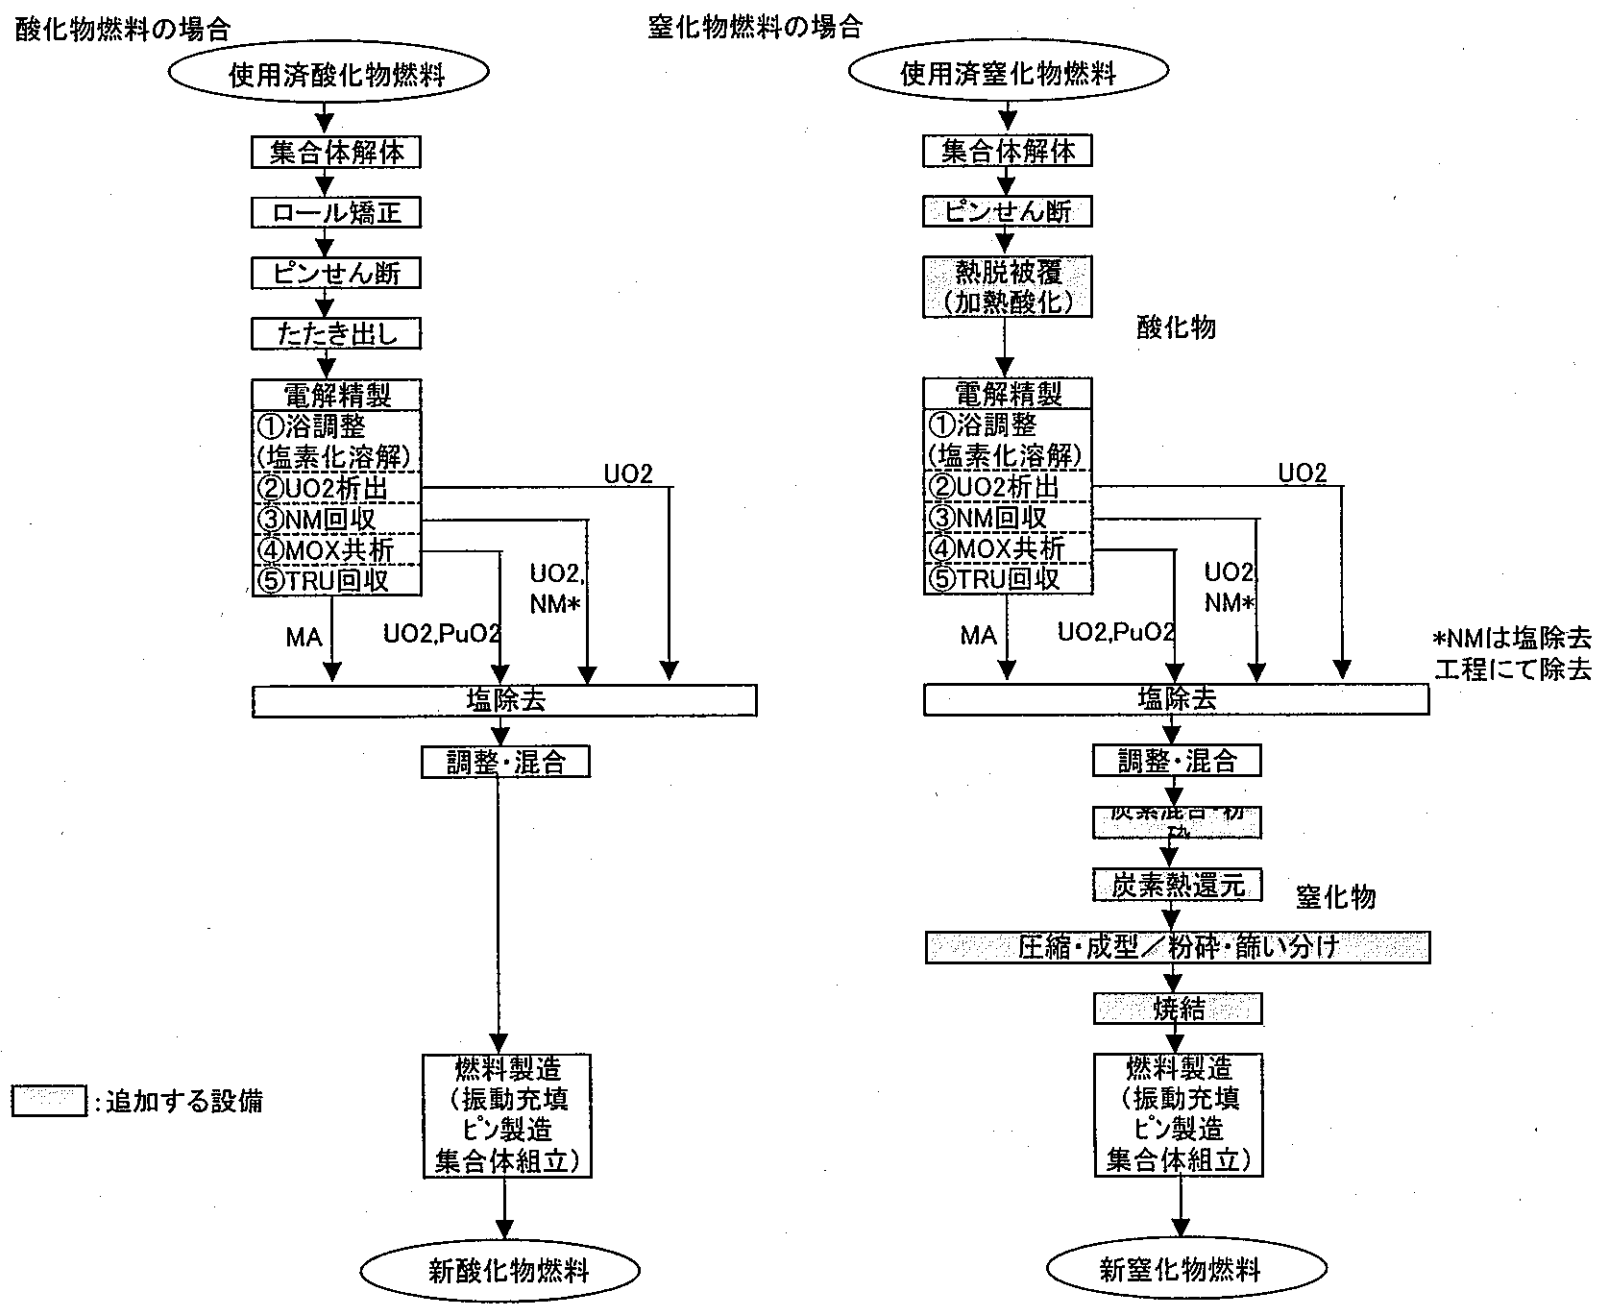 酸化物燃料の場合
使用済酸化物燃料
集合体解体
ロール矯正
ピンせん断
たたき出し
電解精製
①浴調整
(塩素化溶解)
②UO2析出
③NM回収
④MOX共析
⑤TRU回収
UO2
UO2,
NM*
UO2,PuO2
MA
塩除去
調整・混合
燃料製造
(振動充填
ピン製造
集合体組立)
新酸化物燃料
:追加する設備
窒化物燃料の場合
使用済窒化物燃料
集合体解体
ピンせん断
熱脱被覆
(加熱酸化)
酸化物
電解精製
①浴調整
(塩素化溶解)
②UO2析出
③NM回収
④MOX共析
⑤TRU回収
UO2
UO2
NM*
UO2,PuO2
MA
*NMは塩除去
工程にて除去
塩除去
調整・混合
炭素混合・粉
砕
炭素熱還元
窒化物
圧縮・成型／粉砕・篩い分け
焼結
燃料製造
(振動充填
ピン製造
集合体組立)
新窒化物燃料